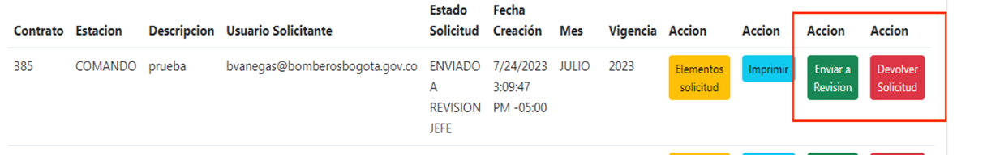 Contrato Estacion Descripcion Usuario Solicitante Estado Solicitud Fecha Creación Mes Vigencia Accion Accion Accion Accion
385 COMANDO prueba bvanegas@bomberosbogota.gov.co ENVIADO A REVISION JEFE 7/24/2023 3:09:47 PM -05:00 JULIO 2023 Elementos solicitud Imprimir Enviar a Revision Devolver Solicitud